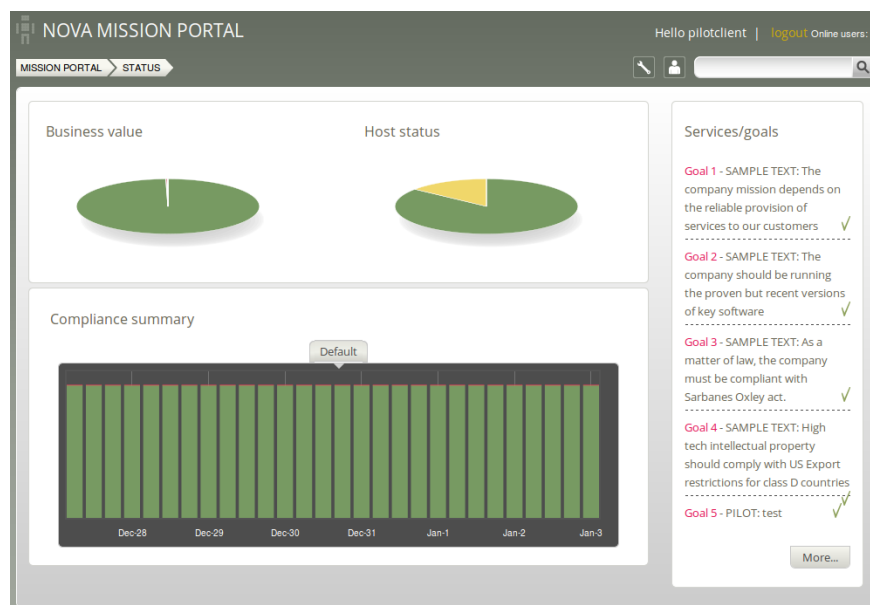 NOVA MISSION PORTAL
Hello pilotclient | logout Online users:
MISSION PORTAL STATUS
Business value
Host status
Compliance summary
Default
Dec-28 Dec-29 Dec-30 Dec-31 Jan-1 Jan-2 Jan-3
Services/goals
Goal 1 - SAMPLE TEXT: The
company mission depends on
the reliable provision of
services to our customers
Goal 2 - SAMPLE TEXT: The
company should be running
the proven but recent versions
of key software
Goal 3 - SAMPLE TEXT: As a
matter of law, the company
must be compliant with
Sarbanes Oxley act.
Goal 4 - SAMPLE TEXT: High
tech intellectual property
should comply with US Export
restrictions for class D countries
Goal 5 - PILOT: test
More...